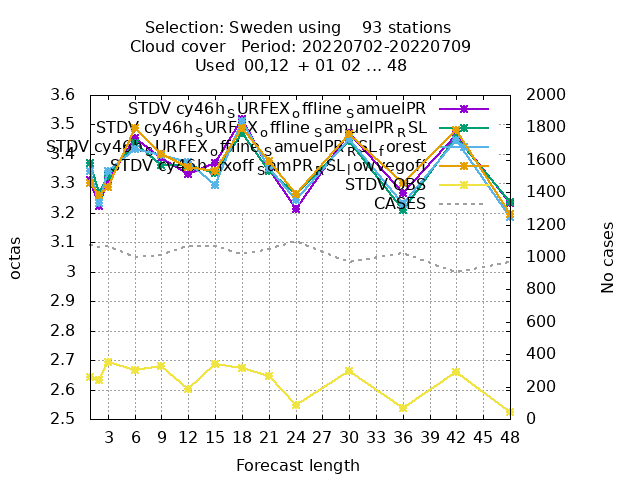 Selection: Sweden using 93 stations
Cloud cover Period: 20220702-20220709
Used 00,12 + 01 02 ... 48
3.6
3.5
3.4
3.3
3.2
3.1
3
2.9
2.8
2.7
2.6
2.5
2000
1800
1600
1400
1200
1000
800
600
400
200
0
STDV cy46h_SURFEX_offline_SamuelPR
STDV cy46h_SURFEX_offline_SamuelPR_RSL
STDV OBS
CASES
octas
No cases
3 6 9 12 15 18 21 24 27 30 33 36 39 42 45 48
Forecast length